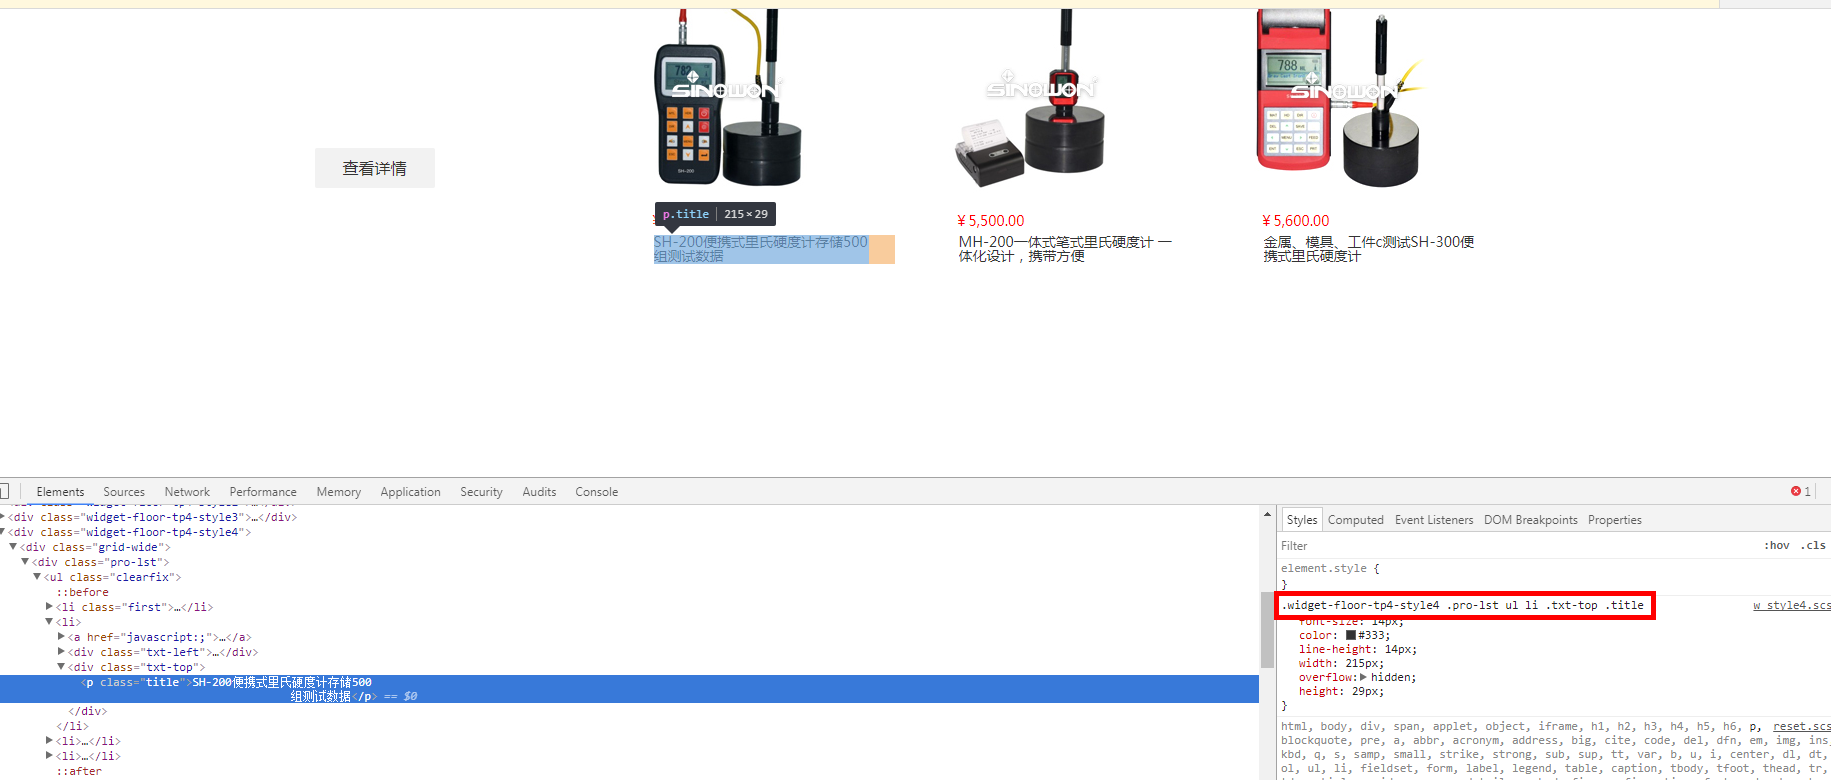 SINOWON
SINOWON
SINOWON
782
788
SH-200
查看详情
p.title 215×29
¥ 5,500.00
¥ 5,600.00
SH-200便携式里氏硬度计存储500
组测试数据
MH-200一体式笔式里氏硬度计 一
体化设计，携带方便
金属、模具、工件c测试SH-300便
携式里氏硬度计
Elements Sources Network Performance Memory Application Security Audits Console
1
<div class="widget-floor-tp4-style3">…</div>
<div class="widget-floor-tp4-style4">
<div class="grid-wide">
<div class="pro-lst">
<ul class="clearfix">
::before
<li class="first">…</li>
<li>
<a href="javascript:;">…</a>
<div class="txt-left">…</div>
<div class="txt-top">
<p class="title">SH-200便携式里氏硬度计存储500
组测试数据</p> == $0
</div>
</li>
<li>…</li>
<li>…</li>
::after
Styles Computed Event Listeners DOM Breakpoints Properties
Filter :hov .cls
element.style {
}
.widget-floor-tp4-style4 .pro-lst ul li .txt-top .title w_style4.scs
font-size: 14px;
color: #333;
line-height: 14px;
width: 215px;
overflow: hidden;
height: 29px;
}
html, body, div, span, applet, object, iframe, h1, h2, h3, h4, h5, h6, p, reset.scs
blockquote, pre, a, abbr, acronym, address, big, cite, code, del, dfn, em, img, ins,
kbd, q, s, samp, small, strike, strong, sub, sup, tt, var, b, u, i, center, dl, dt,
ol, ul, li, fieldset, form, label, legend, table, caption, tbody, tfoot, thead, tr,